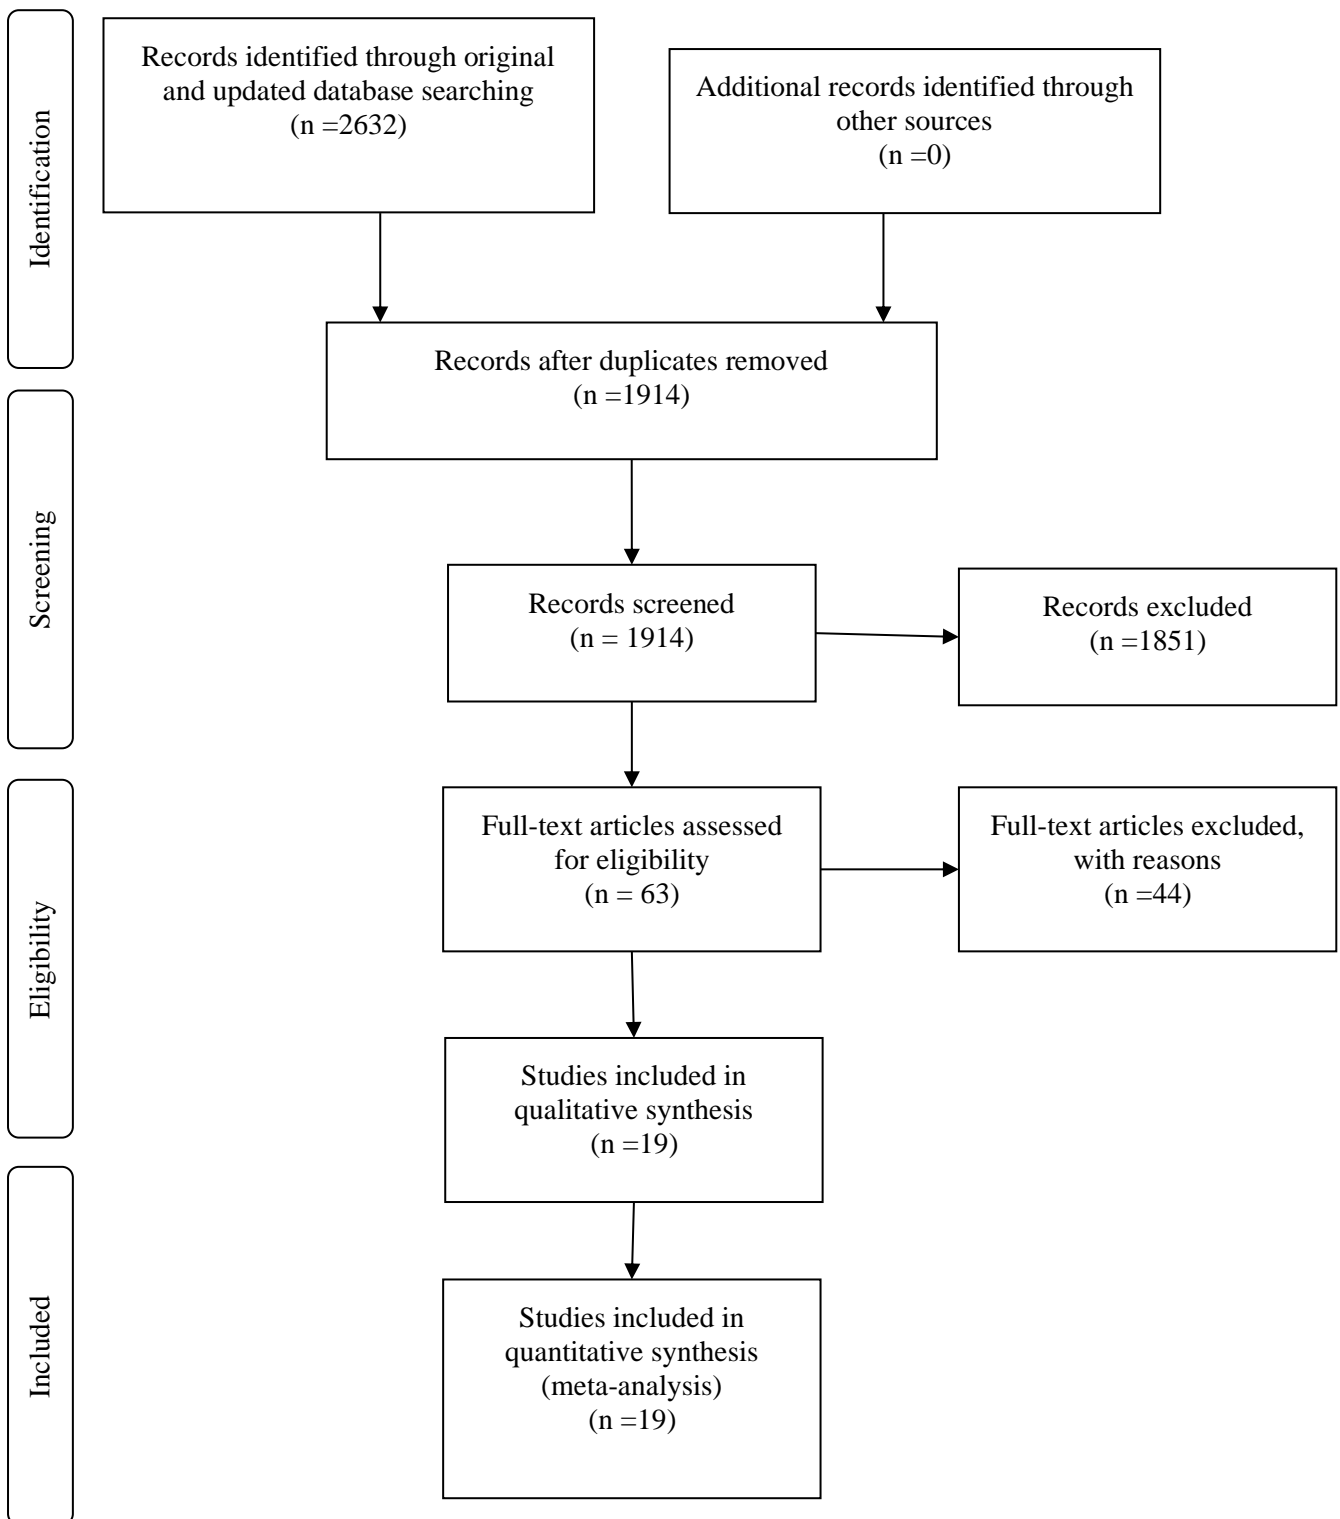 Identification
Records identified through original
and updated database searching
(n =2632)
Additional records identified through
other sources
(n =0)
Records after duplicates removed
(n =1914)
Screening
Records screened
(n = 1914)
Records excluded
(n =1851)
Eligibility
Full-text articles assessed
for eligibility
(n = 63)
Full-text articles excluded,
with reasons
(n =44)
Studies included in
qualitative synthesis
(n =19)
Included
Studies included in
quantitative synthesis
(meta-analysis)
(n =19)